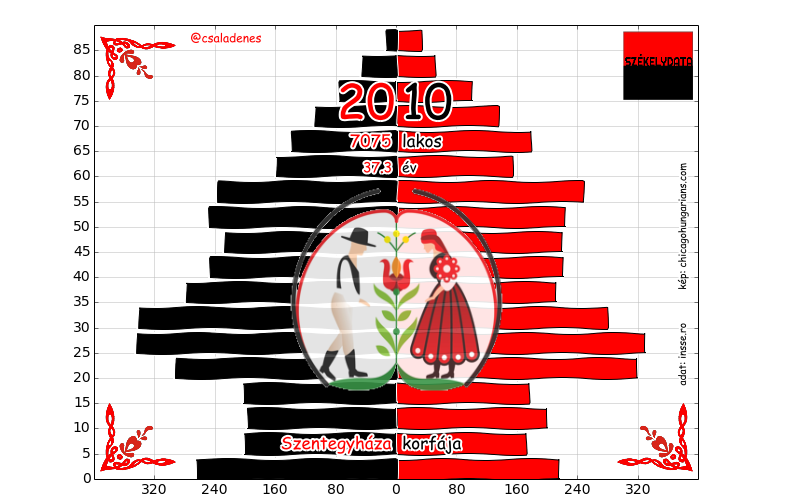 @csaladenes
SZÉKELYDATA
2010
7075 lakos
37.3 év
kép: chicagohungarians.com
adat: insse.ro
Szentegyháza korfája
85
80
75
70
65
60
55
50
45
40
35
30
25
20
15
10
5
0
320 240 160 80 0 80 160 240 320